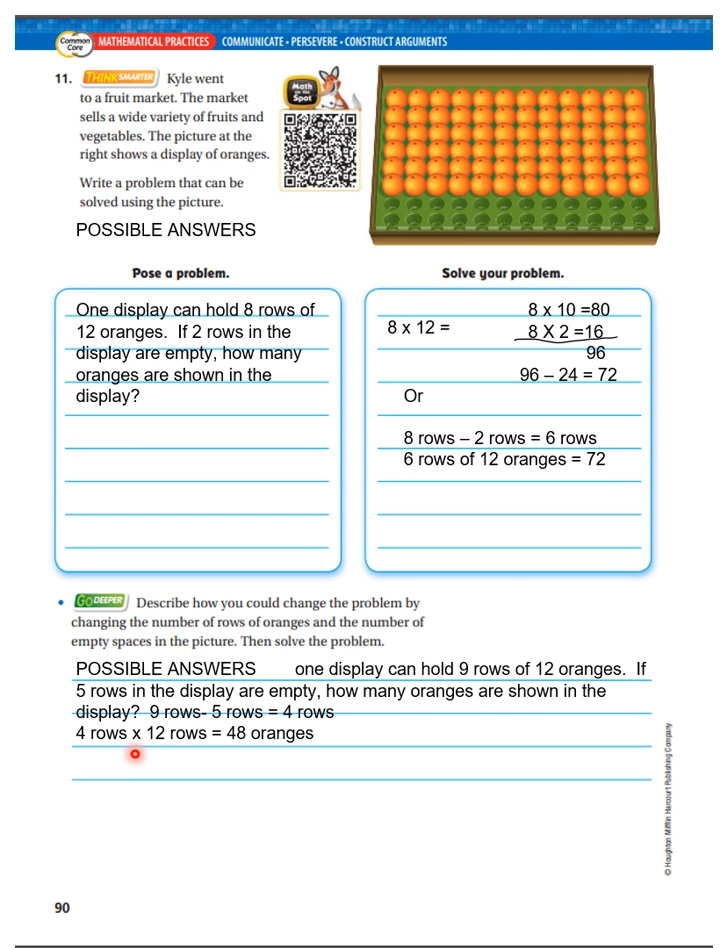 Common Core MATHEMATICAL PRACTICES COMMUNICATE • PERSEVERE • CONSTRUCT ARGUMENTS
11. THINK SMARTER Kyle went
to a fruit market. The market
sells a wide variety of fruits and
vegetables. The picture at the
right shows a display of oranges.
Write a problem that can be
solved using the picture.
Math on the Spot
POSSIBLE ANSWERS
Pose a problem.
One display can hold 8 rows of
12 oranges. If 2 rows in the
display are empty, how many
oranges are shown in the
display?
Solve your problem.
8 x 10 =80
8 x 12 = 8 X 2 =16
96
96 – 24 = 72
Or
8 rows – 2 rows = 6 rows
6 rows of 12 oranges = 72
• GO DEEPER Describe how you could change the problem by
changing the number of rows of oranges and the number of
empty spaces in the picture. Then solve the problem.
POSSIBLE ANSWERS one display can hold 9 rows of 12 oranges. If
5 rows in the display are empty, how many oranges are shown in the
display? 9 rows- 5 rows = 4 rows
4 rows x 12 rows = 48 oranges
© Houghton Mifflin Harcourt Publishing Company
90